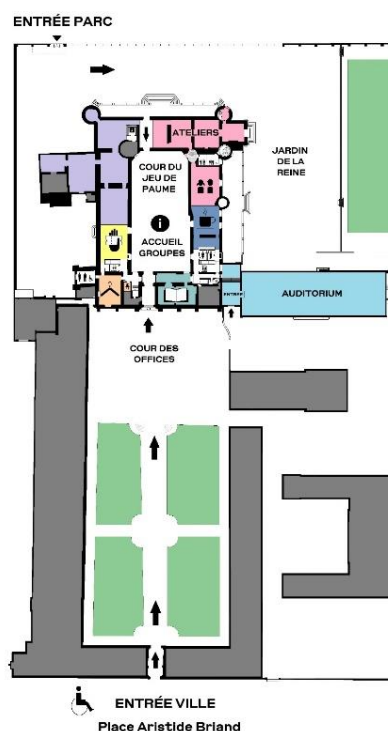 ENTRÉE PARC
ATELIERS
COUR DU
JEU DE
PAUME
JARDIN
DE LA
REINE
i
ACCUEIL
GROUPES
ENTRÉE
AUDITORIUM
COUR DES
OFFICES
ENTRÉE VILLE
Place Aristide Briand